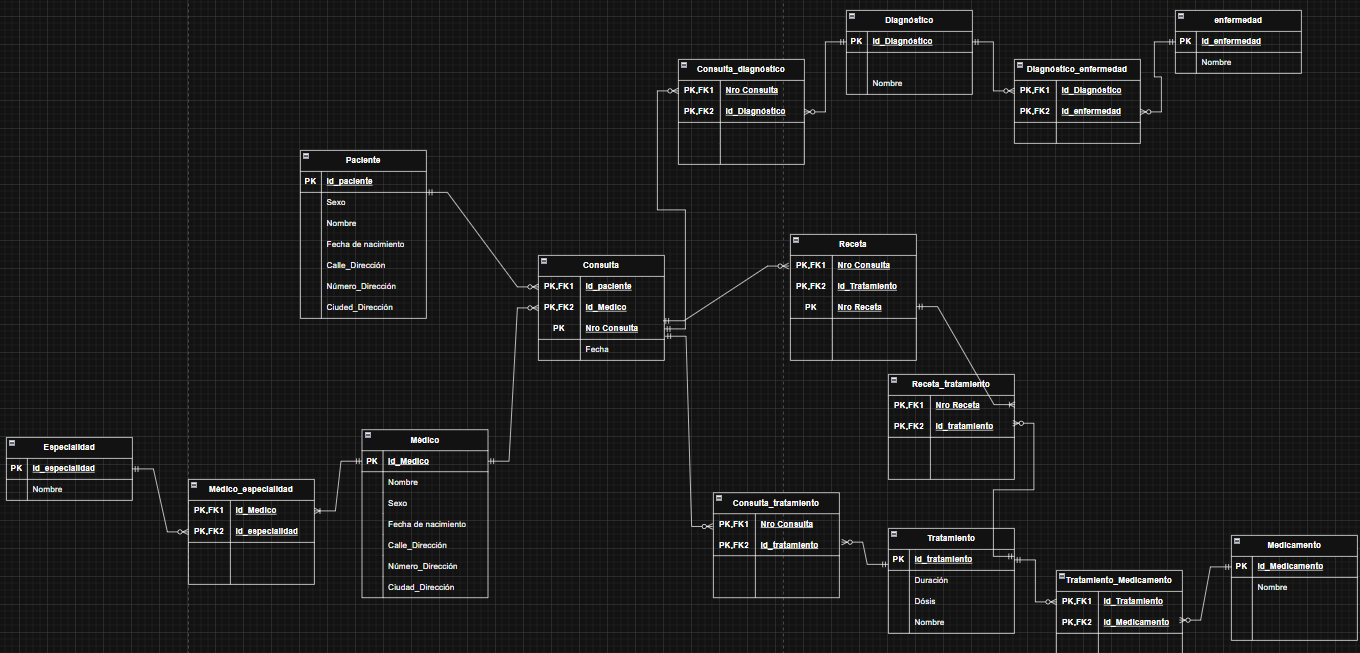 Diagnóstico
PK Id_Diagnóstico
Nombre
enfermedad
PK Id_enfermedad
Nombre
Consulta_diagnóstico
PK,FK1 Nro Consulta
PK,FK2 Id_Diagnóstico
Diagnóstico_enfermedad
PK,FK1 Id_Diagnóstico
PK,FK2 Id_enfermedad
Paciente
PK Id_paciente
Sexo
Nombre
Fecha de nacimiento
Calle_Dirección
Número_Dirección
Ciuded_Dirección
Consulta
PK,FK1 Id_paciente
PK,FK2 Id_Medico
PK Nro Consulta
Fecha
Receta
PK,FK1 Nro Consulta
PK,FK2 Id_Tratamiento
PK Nro Receta
Receta_tratamiento
PK,FK1 Nro Receta
PK,FK2 Id_tratamiento
Especialidad
PK Id_especialidad
Nombre
Médico_especialidad
PK,FK1 Id_Medico
PK,FK2 Id_especialidad
Médico
PK Id_Medico
Nombre
Sexo
Fecha de nacimiento
Calle_Dirección
Número_Dirección
Ciudad_Dirección
Consulta_tratamiento
PK,FK1 Nro Consulta
PK,FK2 Id_tratamiento
Tratamiento
PK Id_tratamiento
Duración
Dósis
Nombre
Tratamiento_Medicamento
PK,FK1 Id_Tratamiento
PK,FK2 Id_Medicamento
Medicamento
PK Id_Medicamento
Nombre